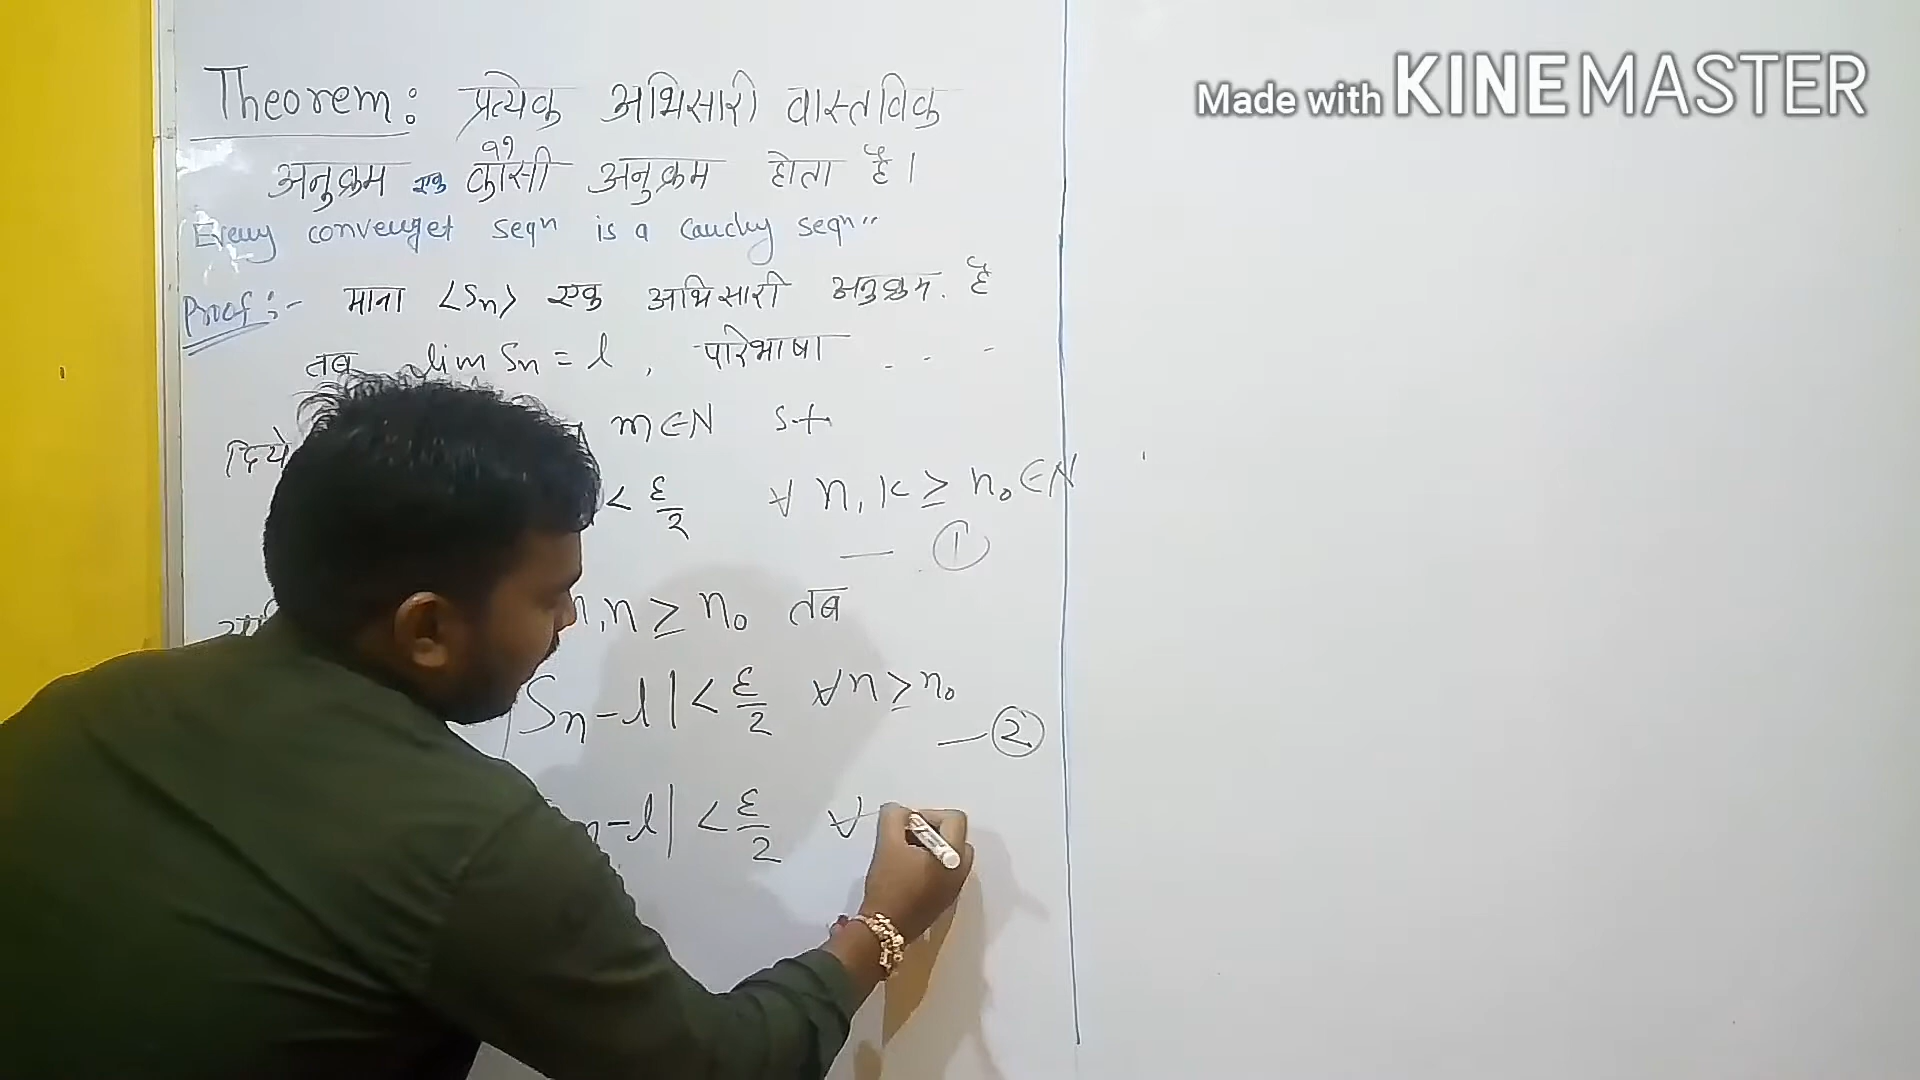 Made with KINEMASTER
Theorem: प्रत्येक अभिसारी वास्तविक
अनुक्रम एक कौसी अनुक्रम होता है।
Every convenget seqn is a cauchy seqn"
Proof:- माना <Sn> एक अभिसारी अनुक्रम. है
तब lim Sn = l , परिभाषा - - -
दिये m∈N s+
< ε/2 ∀ n, k ≥ n₀∈N
— ①
n ≥ n₀ तब
|Sn-l| < ε/2 ∀n≥n₀
— ②
-l| < ε/2 ∀